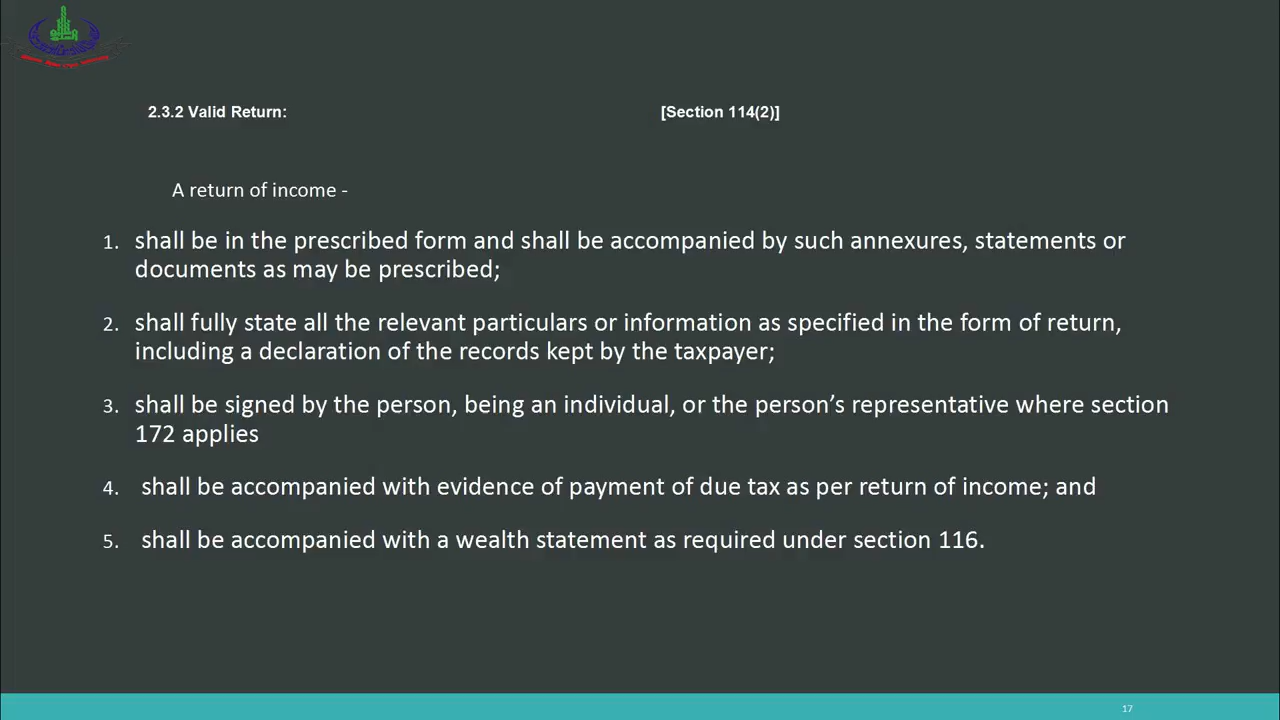 2.3.2 Valid Return: [Section 114(2)]
A return of income -
1. shall be in the prescribed form and shall be accompanied by such annexures, statements or
documents as may be prescribed;
2. shall fully state all the relevant particulars or information as specified in the form of return,
including a declaration of the records kept by the taxpayer;
3. shall be signed by the person, being an individual, or the person’s representative where section
172 applies
4. shall be accompanied with evidence of payment of due tax as per return of income; and
5. shall be accompanied with a wealth statement as required under section 116.
17